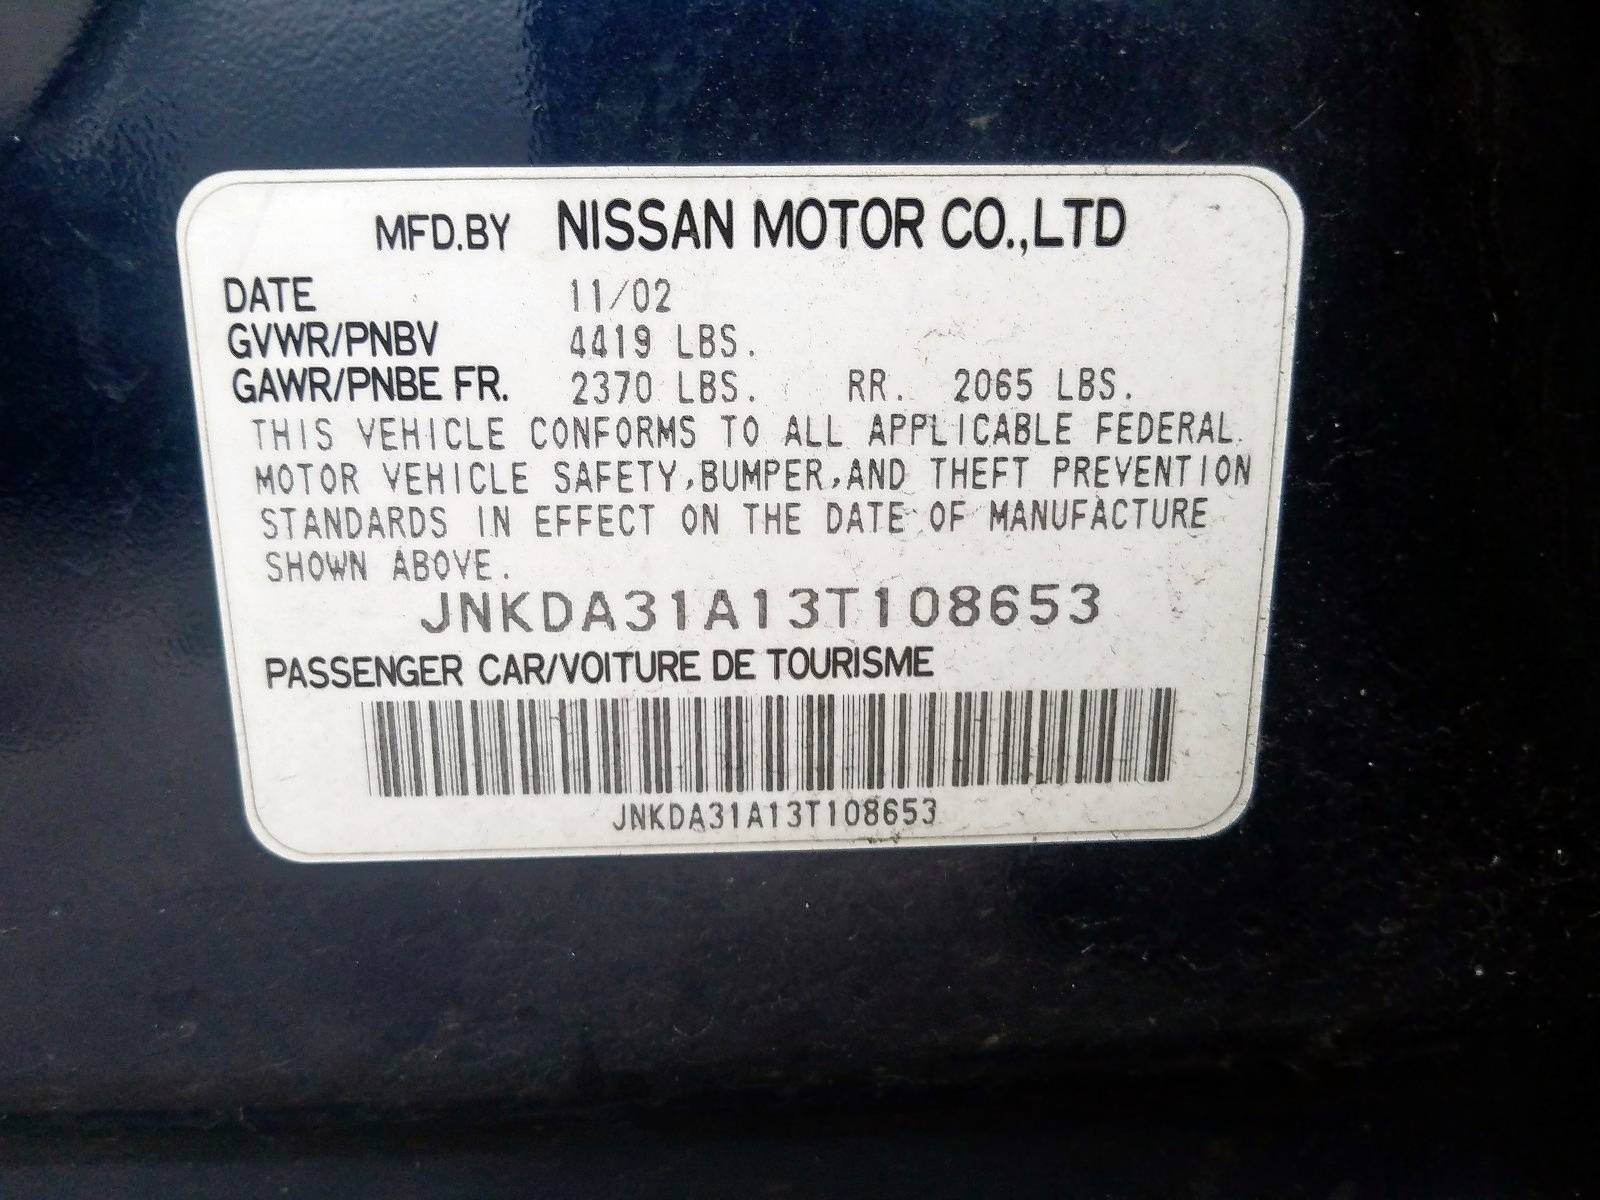 MFD.BY NISSAN MOTOR CO.,LTD
DATE 11/02
GVWR/PNBV 4419 LBS.
GAWR/PNBE FR. 2370 LBS. RR. 2065 LBS.
THIS VEHICLE CONFORMS TO ALL APPLICABLE FEDERAL
MOTOR VEHICLE SAFETY,BUMPER,AND THEFT PREVENTION
STANDARDS IN EFFECT ON THE DATE OF MANUFACTURE
SHOWN ABOVE.
JNKDA31A13T108653
PASSENGER CAR/VOITURE DE TOURISME
JNKDA31A13T108653